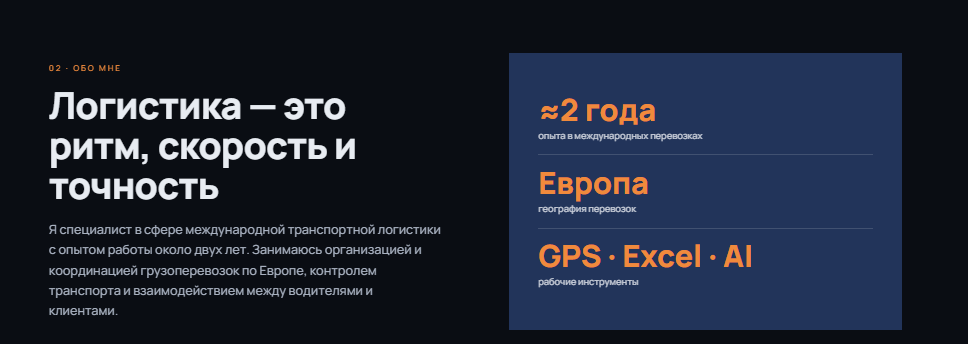 02 · ОБО МНЕ
Логистика — это
ритм, скорость и
точность
Я специалист в сфере международной транспортной логистики
с опытом работы около двух лет. Занимаюсь организацией и
координацией грузоперевозок по Европе, контролем
транспорта и взаимодействием между водителями и
клиентами.
≈2 года
опыта в международных перевозках
Европа
география перевозок
GPS · Excel · AI
рабочие инструменты